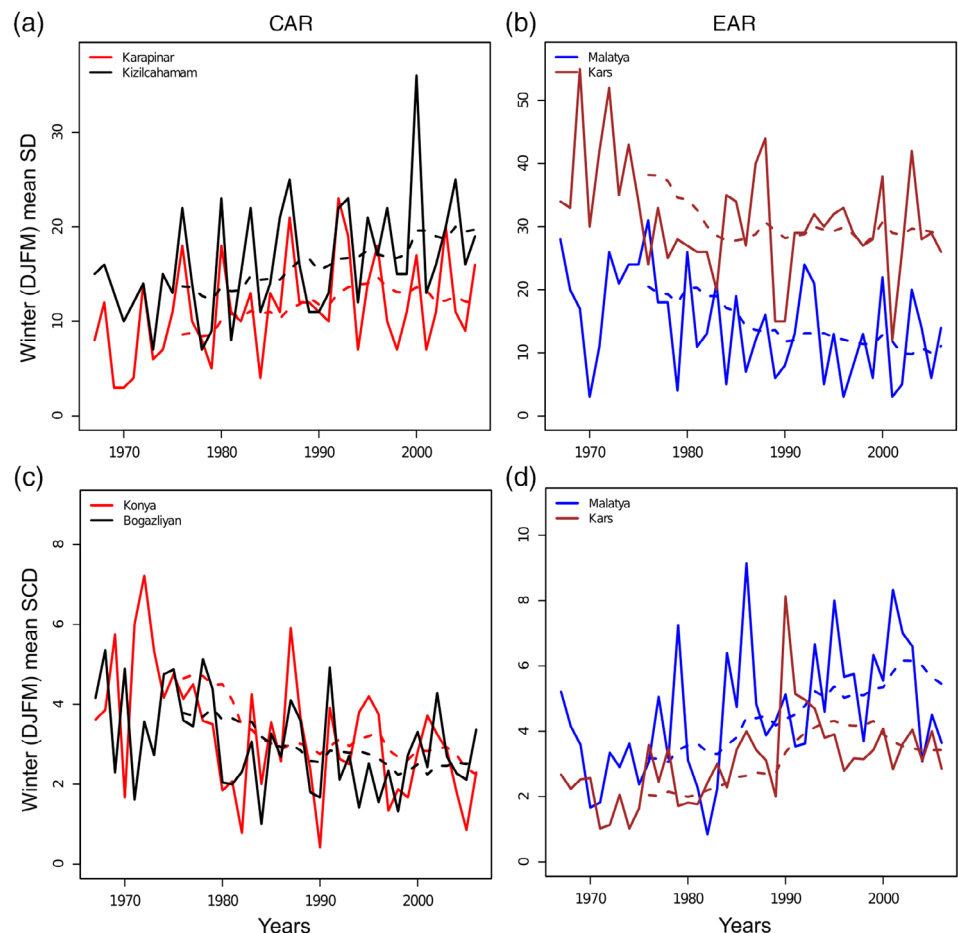 (a) CAR
Karapinar
Kizilcahamam
Winter (DJFM) mean SD
0 10 20 30
1970 1980 1990 2000
(b) EAR
Malatya
Kars
0 10 20 30 40 50
1970 1980 1990 2000
(c)
Konya
Bogazliyan
Winter (DJFM) mean SCD
0 2 4 6 8
1970 1980 1990 2000
Years
(d)
Malatya
Kars
0 2 4 6 8 10
1970 1980 1990 2000
Years